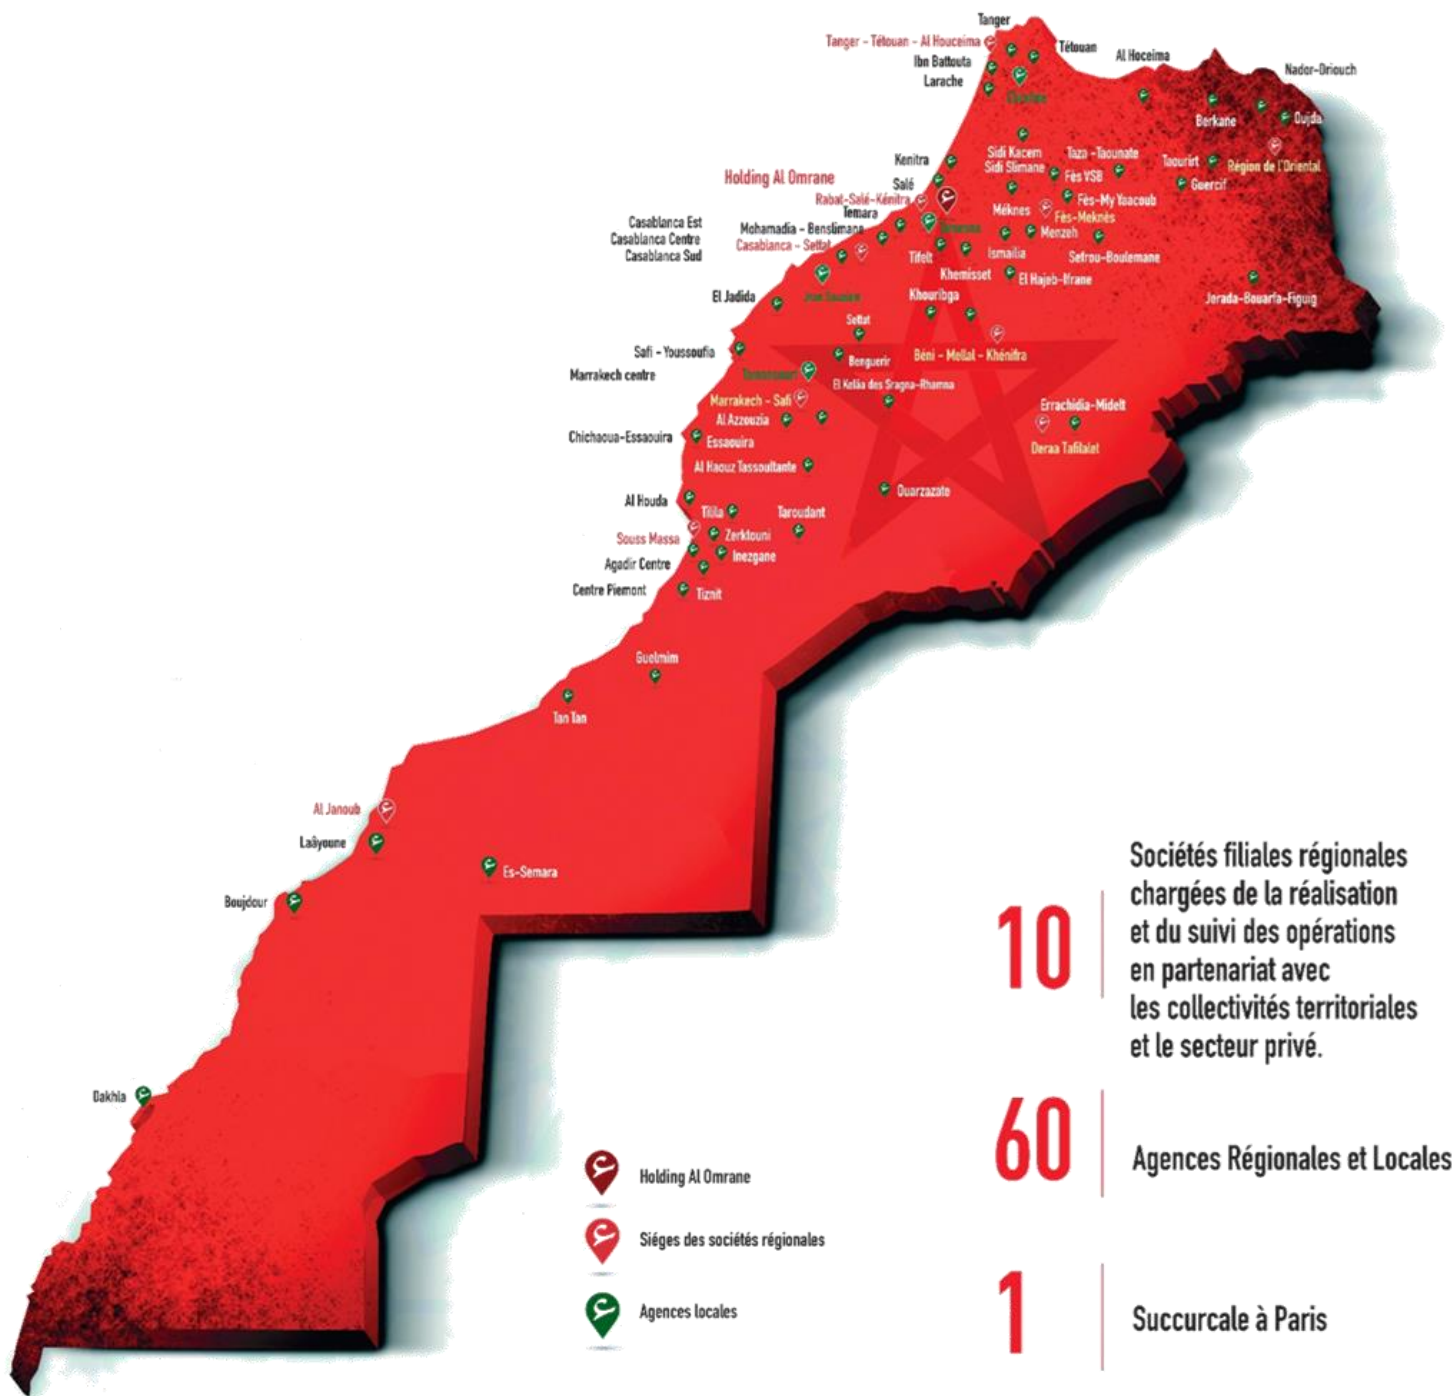 Tanger
Tanger - Tétouan - Al Houceima
Tétouan
Ibn Battouta
Al Hoceima
Larache
Nador-Driouch
Berkane
Oujda
Kenitra
Sidi Kacem
Sidi Slimane
Taza -Taounate
Fès VSB
Taourirt
Région de l'Oriental
Holding Al Omrane
Salé
Guercif
Rabat-Salé-Kénitra
Fès-My Yaacoub
Temara
Méknes
Fès-Meknès
Casablanca Est
Mohamadia - Benslimane
Tamesna
Menzeh
Casablanca Centre
Casablanca - Settat
Sefrou-Boulemane
Casablanca Sud
Tifelt
Ismailia
Khemisset
El Hajeb-Ifrane
El Jadida
Khouribga
Jerada-Bouarfa-Figuig
Settat
Safi - Youssoufia
Benguerir
Béni - Mellal - Khénifra
Marrakech centre
Tamansourt
El Kelâa des Sragna-Rhamna
Marrakech - Safi
Errachidia-Midelt
Al Azzouzia
Chichaoua-Essaouira
Essaouira
Deraa Tafilalet
Al Haouz Tassoultante
Ouarzazate
Al Houda
Tilila
Taroudant
Souss Massa
Zerktouni
Inezgane
Agadir Centre
Centre Piemont
Tiznit
Guelmim
Tan Tan
Al Janoub
Laâyoune
Es-Semara
Boujdour
Dakhla
Holding Al Omrane
Siéges des sociétés régionales
Agences locales
10
Sociétés filiales régionales
chargées de la réalisation
et du suivi des opérations
en partenariat avec
les collectivités territoriales
et le secteur privé.
60
Agences Régionales et Locales
1
Succurcale à Paris